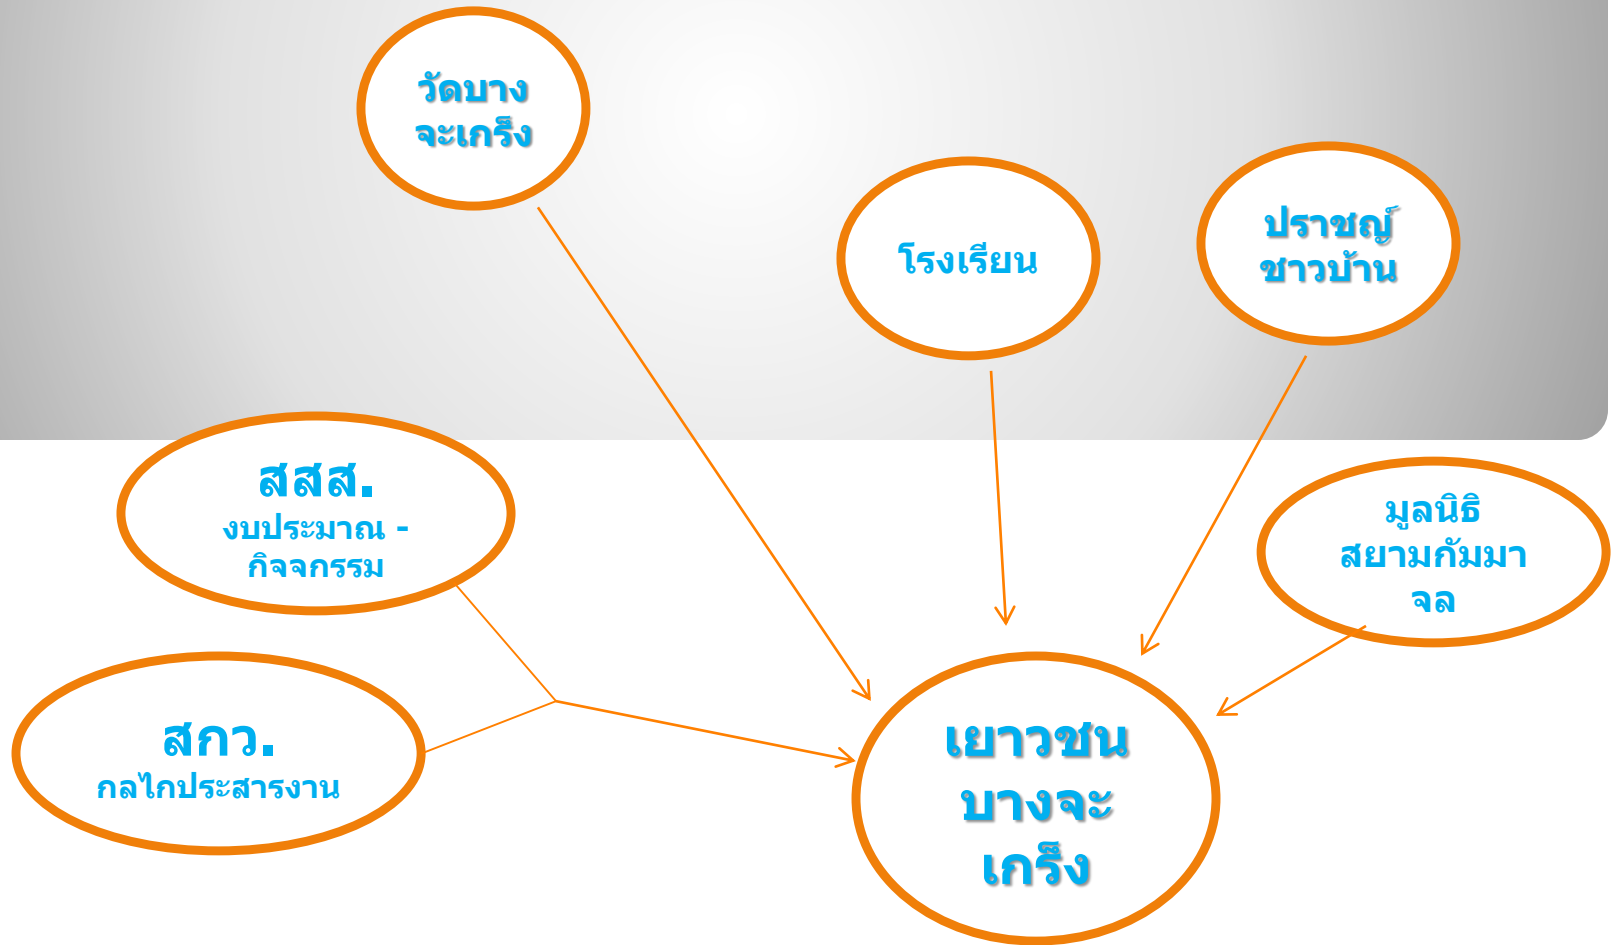 วัดบาง
จะเกร็ง
โรงเรียน
ปราชญ์
ชาวบ้าน
สสส.
งบประมาณ -
กิจจกรรม
มูลนิธิ
สยามกัมมา
จล
สกว.
กลไกประสารงาน
เยาวชน
บางจะ
เกร็ง